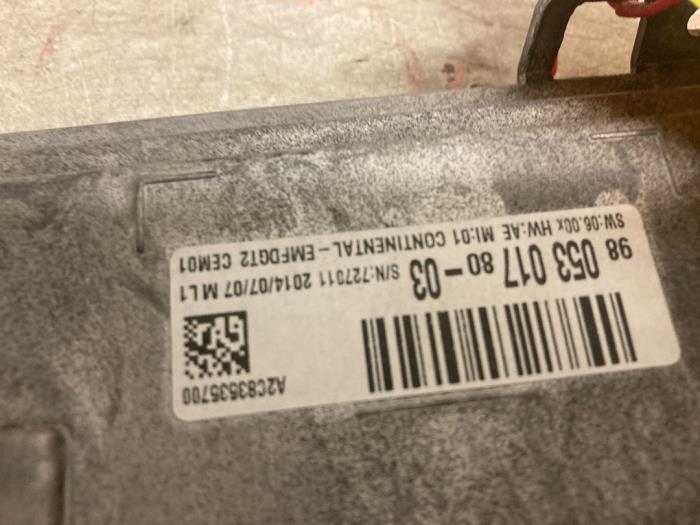 A2C83535700
98 053 017 80-03
S/N:727011 2014/07/07 M L1
SW:06.00x HW:AE MI:01 CONTINENTAL-EMFDGT2 CEM01